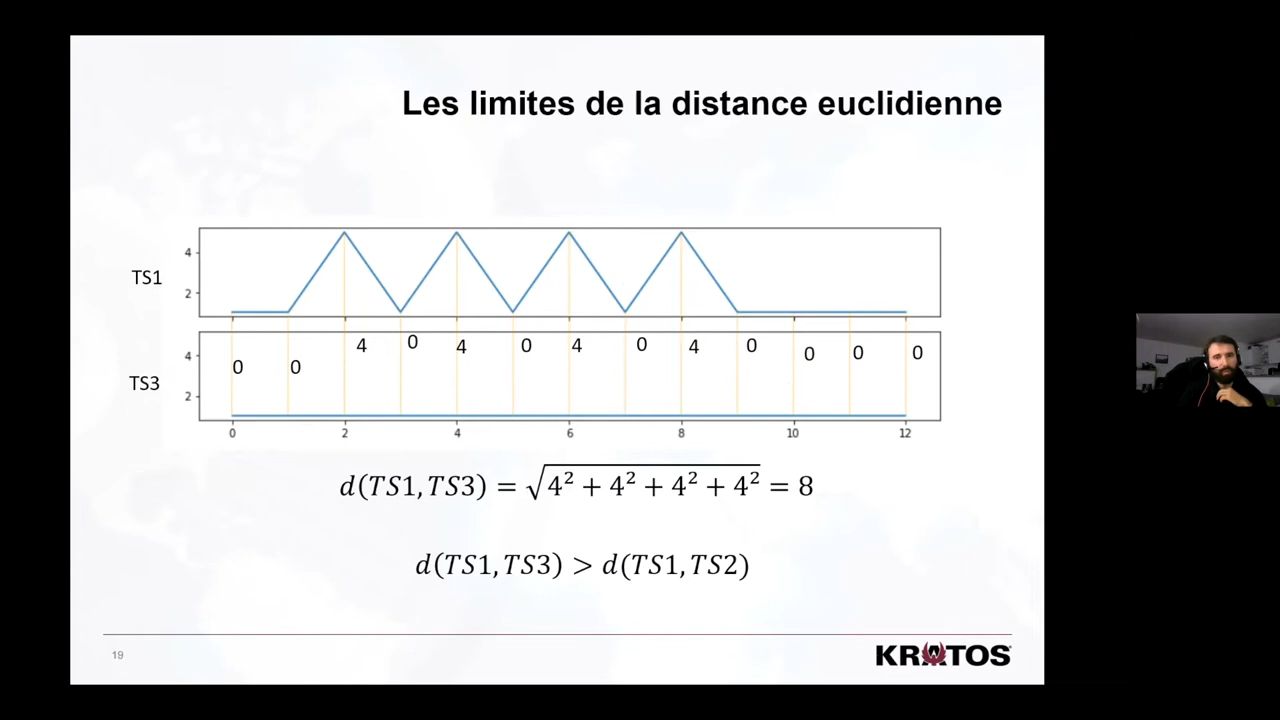 Les limites de la distance euclidienne
4
TS1
2
4 0 4 0 4 0 4 0 0 0 0
4
0 0
TS3
2
0 2 4 6 8 10 12
d(TS1, TS3) = √4² + 4² + 4² + 4² = 8
d(TS1, TS3) > d(TS1, TS2)
19
KRATOS